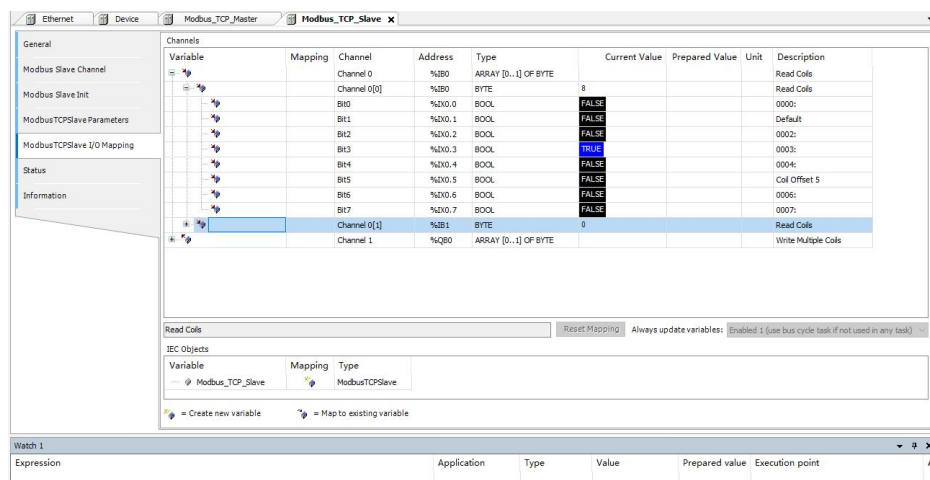 Ethernet Device Modbus_TCP_Master Modbus_TCP_Slave X
General
Modbus Slave Channel
Modbus Slave Init
ModbusTCPSlave Parameters
ModbusTCPSlave I/O Mapping
Status
Information
Channels
Variable Mapping Channel Address Type Current Value Prepared Value Unit Description
Channel 0 %IB0 ARRAY [0..1] OF BYTE Read Coils
Channel 0[0] %IB0 BYTE 8 Read Coils
Bit0 %IX0.0 BOOL FALSE 0000:
Bit1 %IX0.1 BOOL FALSE Default
Bit2 %IX0.2 BOOL FALSE 0002:
Bit3 %IX0.3 BOOL TRUE 0003:
Bit4 %IX0.4 BOOL FALSE 0004:
Bit5 %IX0.5 BOOL FALSE Coil Offset 5
Bit6 %IX0.6 BOOL FALSE 0006:
Bit7 %IX0.7 BOOL FALSE 0007:
Channel 0[1] %IB1 BYTE 0 Read Coils
Channel 1 %QB0 ARRAY [0..1] OF BYTE Write Multiple Coils
Read Coils Reset Mapping Always update variables: Enabled 1 (use bus cycle task if not used in any task)
IEC Objects
Variable Mapping Type
Modbus_TCP_Slave ModbusTCPSlave
= Create new variable = Map to existing variable
Watch 1
Expression Application Type Value Prepared value Execution point